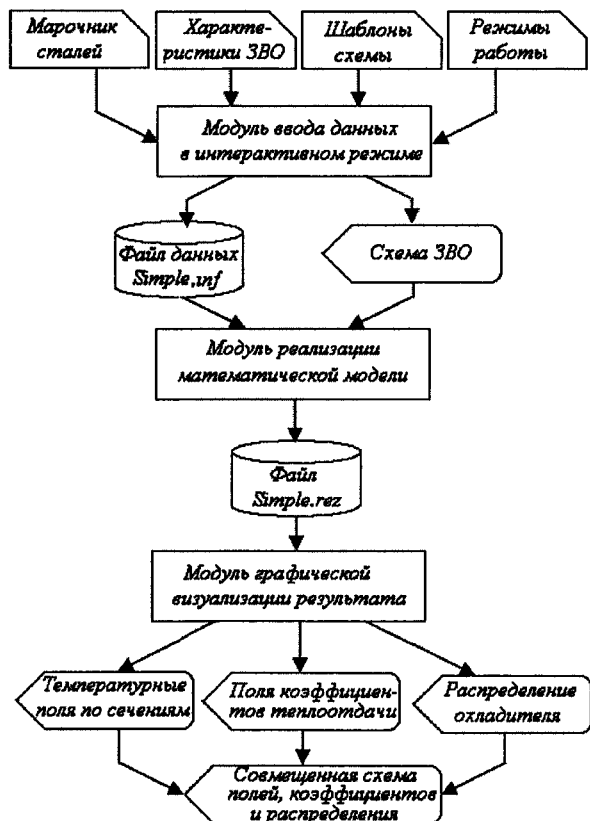 Марочник
сталей
Характе-
ристики ЗВО
Шаблоны
схемы
Режимы
работы
Модуль ввода данных
в интерактивном режиме
Файл данных
Simple,inf
Схема ЗВО
Модуль реализации
математической модели
Файл
Simple.rez
Модуль графической
визуализации результата
Температурные
поля по сечениям
Поля коэффициен-
тов теплоотдачи
Распределение
охладителя
Совмещенная схема
полей, коэффициентов
и распределения